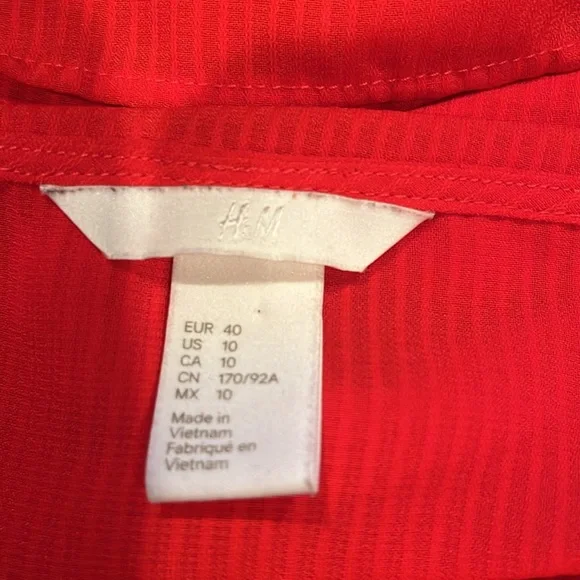 H&M
EUR 40
US 10
CA 10
CN 170/92A
MX 10
Made in
Vietnam
Fabriqué en
Vietnam